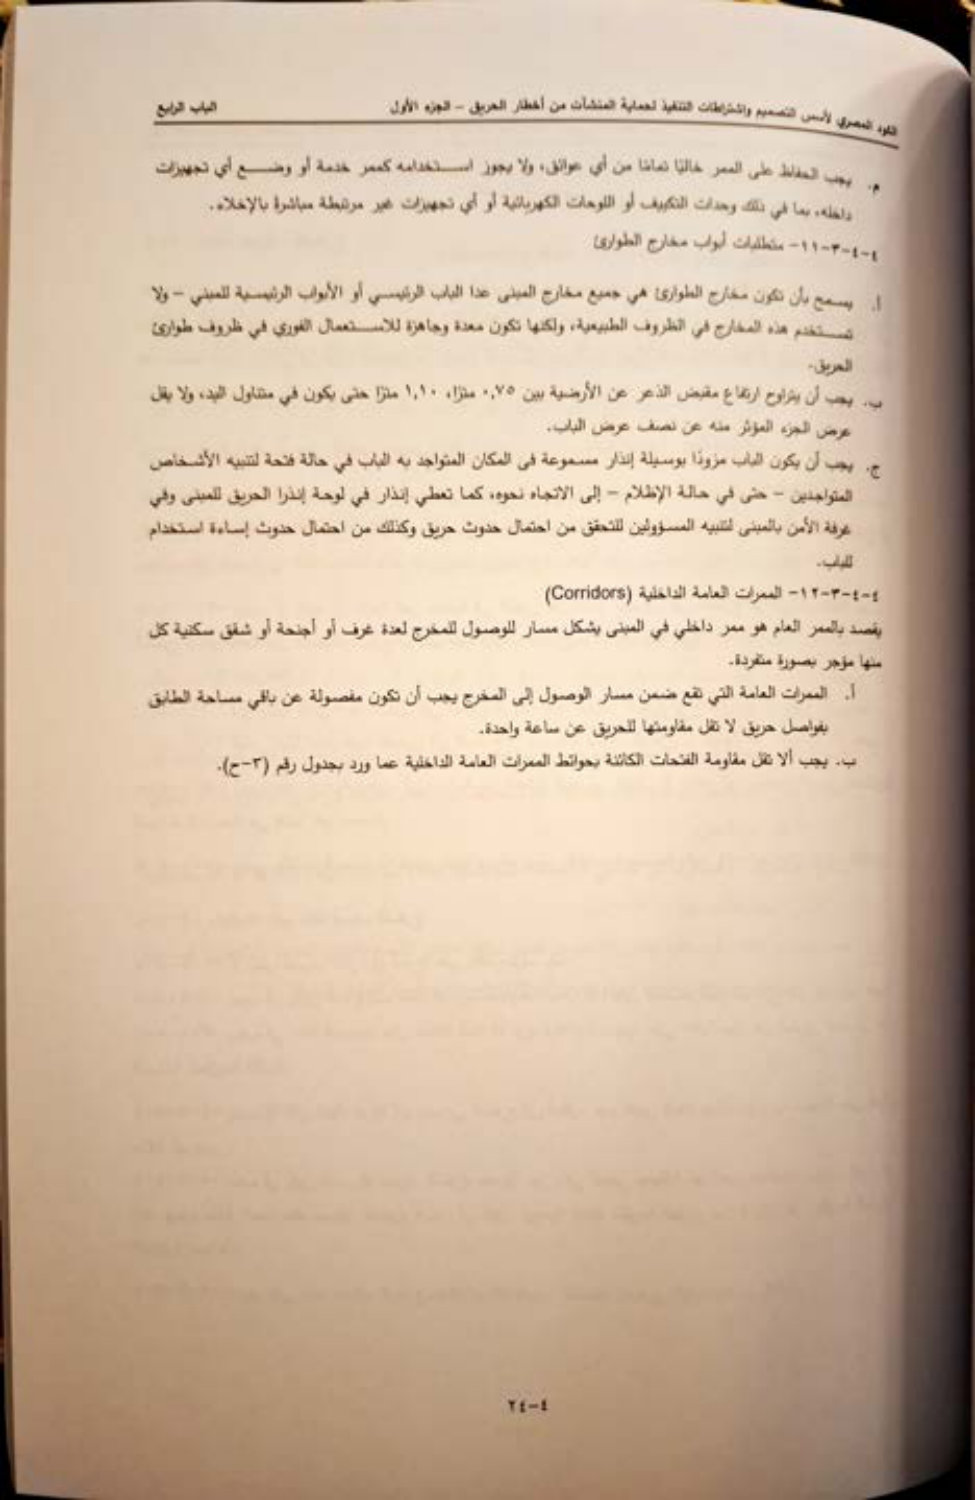 الكود المصري لأسس التصميم واشتراطات التنفيذ لحماية المنشآت من أخطار الحريق – الجزء الأول الباب الرابع
م. يجب الحفاظ على الممر خاليًا تمامًا من أي عوائق، ولا يجوز استخدامه كممر خدمة أو وضع أي تجهيزات
داخله، بما في ذلك وحدات التكييف أو اللوحات الكهربائية أو أي تجهيزات غير مرتبطة مباشرةً بالإخلاء.
٤-٤-٣-١١- متطلبات أبواب مخارج الطوارئ
أ. يسمح بأن تكون مخارج الطوارئ هي جميع مخارج المبنى عدا الباب الرئيسي أو الأبواب الرئيسية للمبني – ولا
تستخدم هذه المخارج في الظروف الطبيعية، ولكنها تكون معدة وجاهزة للاستعمال الفوري في ظروف طوارئ
الحريق.
ب. يجب أن يتراوح ارتفاع مقبض الذعر عن الأرضية بين ٠,٧٥ مترًا، ١,١٠ مترًا حتى يكون في متناول اليد، ولا يقل
عرض الجزء المؤثر منه عن نصف عرض الباب.
ج. يجب أن يكون الباب مزودًا بوسيلة إنذار مسموعة فى المكان المتواجد به الباب في حالة فتحة لتنبيه الأشخاص
المتواجدين – حتى في حالة الإظلام – إلى الاتجاه نحوه، كما تعطي إنذار في لوحة إنذرا الحريق للمبنى وفي
غرفة الأمن بالمبنى لتنبيه المسؤولين للتحقق من احتمال حدوث حريق وكذلك من احتمال حدوث إساءة استخدام
للباب.
٤-٤-٣-١٢- الممرات العامة الداخلية (Corridors)
يقصد بالممر العام هو ممر داخلي في المبنى يشكل مسار للوصول للمخرج لعدة غرف أو أجنحة أو شقق سكنية كل
منها مؤجر بصورة منفردة.
أ. الممرات العامة التي تقع ضمن مسار الوصول إلى المخرج يجب أن تكون مفصولة عن باقي مساحة الطابق
بفواصل حريق لا تقل مقاومتها للحريق عن ساعة واحدة.
ب. يجب ألا تقل مقاومة الفتحات الكائنة بحوائط الممرات العامة الداخلية عما ورد بجدول رقم (٣-ح).
٤-٢٤